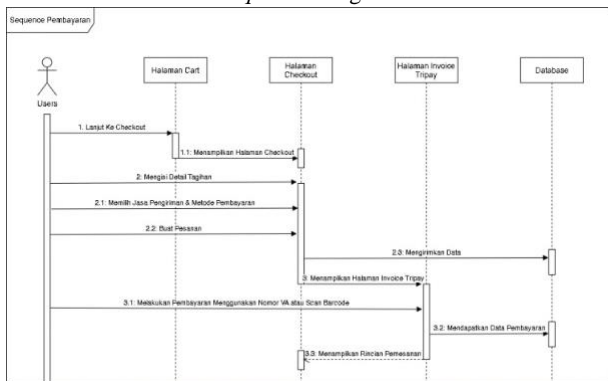 Sequence Pembayaran
Halaman Cart
Halaman
Checkout
Halaman Invoice
Tripay
Database
Users
1. Lanjut Ke Checkout
1.1: Menampilkan Halaman Checkout
2: Mengisi Detail Tagihan
2.1: Memilih Jasa Pengiriman & Metode Pembayaran
2.2: Buat Pesanan
2.3: Mengirimkan Data
3: Menampilkan Halaman Invoice Tripay
3.1: Melakukan Pembayaran Menggunakan Nomor VA atau Scan Barcode
3.2: Mendapatkan Data Pembayaran
3.3: Menampilkan Rincian Pemesanan